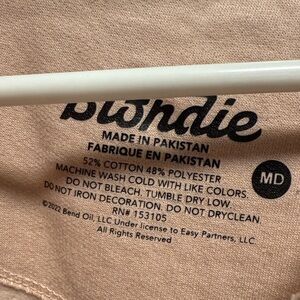 blondie
MADE IN PAKISTAN
FABRIQUE EN PAKISTAN
52% COTTON 48% POLYESTER
MACHINE WASH COLD WITH LIKE COLORS.
DO NOT BLEACH, TUMBLE DRY LOW
DO NOT IRON DECORATION. DO NOT DRYCLEAN.
RN# 153105
MD
©2022 Bend Oil, LLC Under license to Easy Partners, LLC
All Rights Reserved